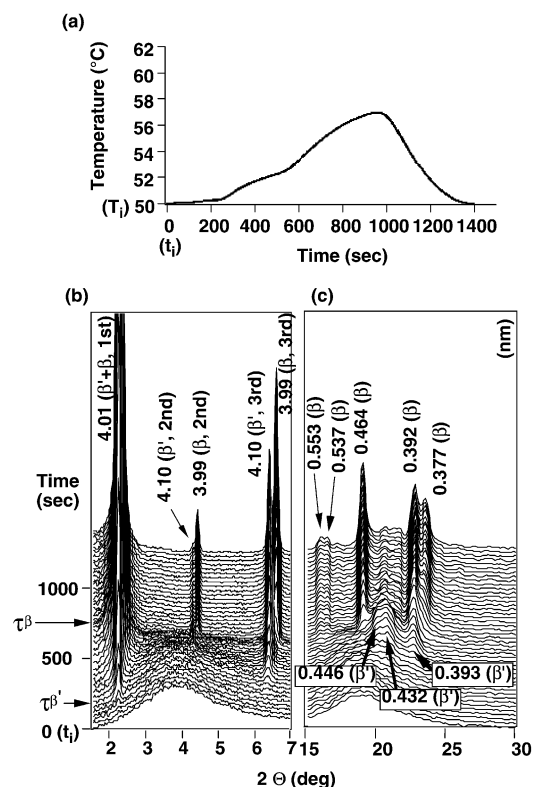 (a)
Temperature (°C)
62
60
58
56
54
52
(Ti) 50
0 200 400 600 800 1000 1200 1400
(ti)
Time (sec)
(b)
(c)
4.01 (β'+β, 1st)
4.10 (β', 2nd)
3.99 (β, 2nd)
4.10 (β', 3rd)
3.99 (β, 3rd)
(nm)
0.553 (β)
0.537 (β)
0.464 (β)
0.392 (β)
0.377 (β)
Time
(sec)
1000
τβ
500
τβ'
0 (ti)
0.446 (β')
0.393 (β')
0.432 (β')
2 3 4 5 6 7 15 20 25 30
2 Θ (deg)